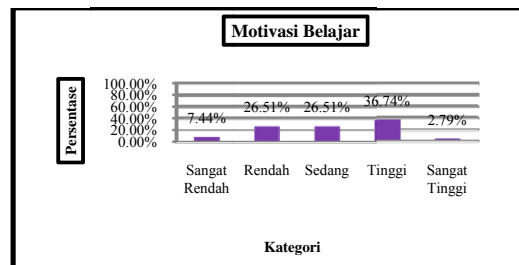 Motivasi Belajar
Persentase
100.00%
80.00%
60.00%
40.00%
20.00%
0.00%
7.44%
26.51%
26.51%
36.74%
2.79%
Sangat
Rendah
Rendah
Sedang
Tinggi
Sangat
Tinggi
Kategori